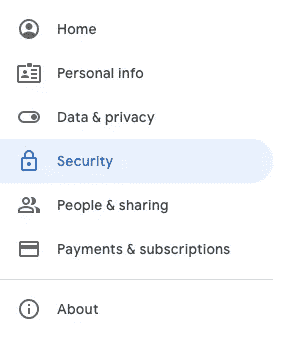 Home
Personal info
Data & privacy
Security
People & sharing
Payments & subscriptions
About